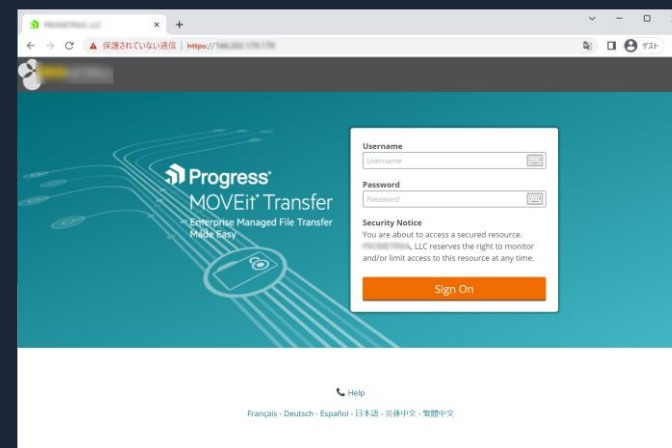 保護されていない通信 | https://
ゲスト
Progress®
MOVEit® Transfer
Enterprise Managed File Transfer
Made Easy
Username
Username
Password
Password
Security Notice
You are about to access a secured resource.
, LLC reserves the right to monitor
and/or limit access to this resource at any time.
Sign On
Help
Français - Deutsch - Español - 日本語 - 简体中文 - 繁體中文